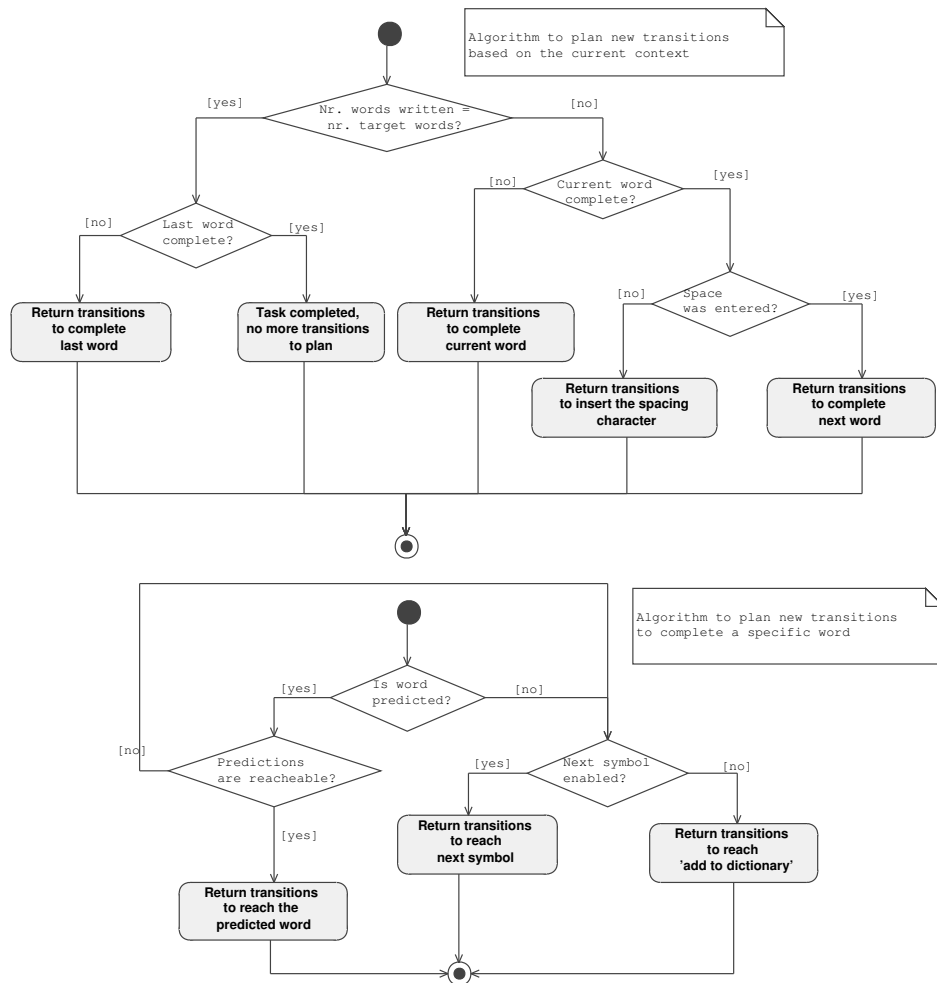 Algorithm to plan new transitions
based on the current context
[yes]
[no]
Nr. words written =
nr. target words?
[no]
Current word
complete?
[yes]
[no]
Last word
complete?
[yes]
[no]
Space
was entered?
[yes]
Return transitions
to complete
last word
Task completed,
no more transitions
to plan
Return transitions
to complete
current word
Return transitions
to insert the spacing
character
Return transitions
to complete
next word
Algorithm to plan new transitions
to complete a specific word
[yes]
Is word
predicted?
[no]
[no]
Predictions
are reacheable?
[yes]
Next symbol
enabled?
[no]
[yes]
Return transitions
to reach
next symbol
Return transitions
to reach
'add to dictionary'
Return transitions
to reach the
predicted word